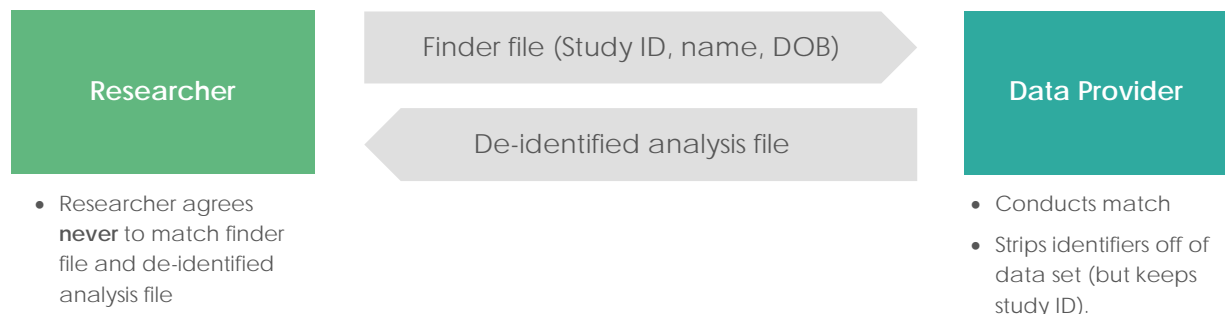 Finder file (Study ID, name, DOB)
Researcher
Data Provider
De-identified analysis file
• Researcher agrees
never to match finder
file and de-identified
analysis file
• Conducts match
• Strips identifiers off of
data set (but keeps
study ID).